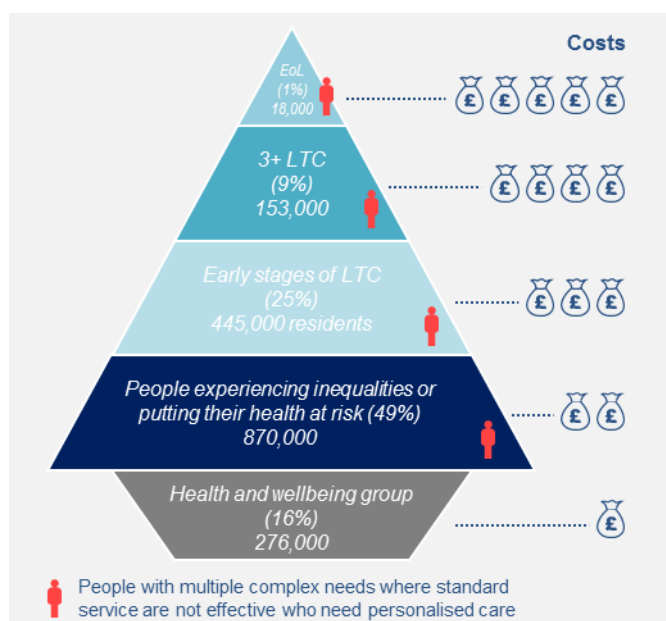 Costs
EoL
(1%)
18,000
£ £ £ £ £
3+ LTC
(9%)
153,000
£ £ £ £
Early stages of LTC
(25%)
445,000 residents
£ £ £
People experiencing inequalities or
putting their health at risk (49%)
870,000
£ £
Health and wellbeing group
(16%)
276,000
£
People with multiple complex needs where standard
service are not effective who need personalised care